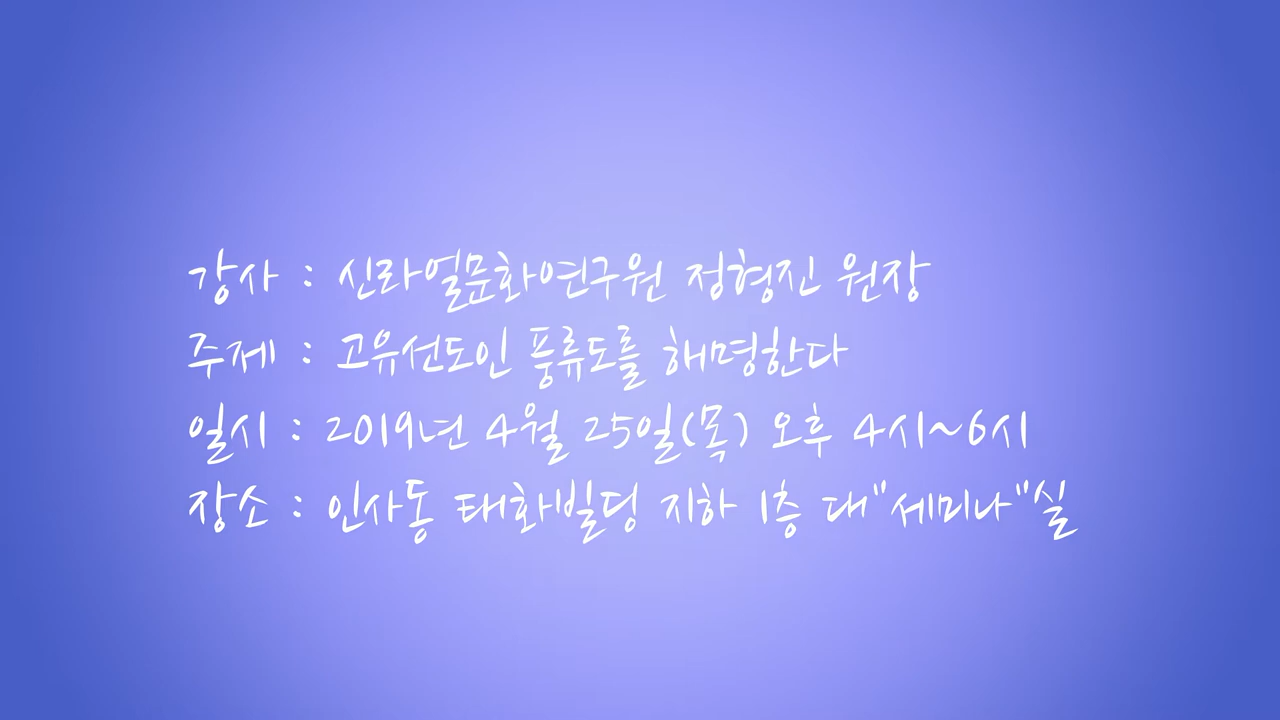 강사 : 신라얼문화연구원 정형진 원장
주제 : 고유선도인 풍류도를 해명한다
일시 : 2019년 4월 25일(목) 오후 4시~6시
장소 : 인사동 태화빌딩 지하 1층 대"세미나"실